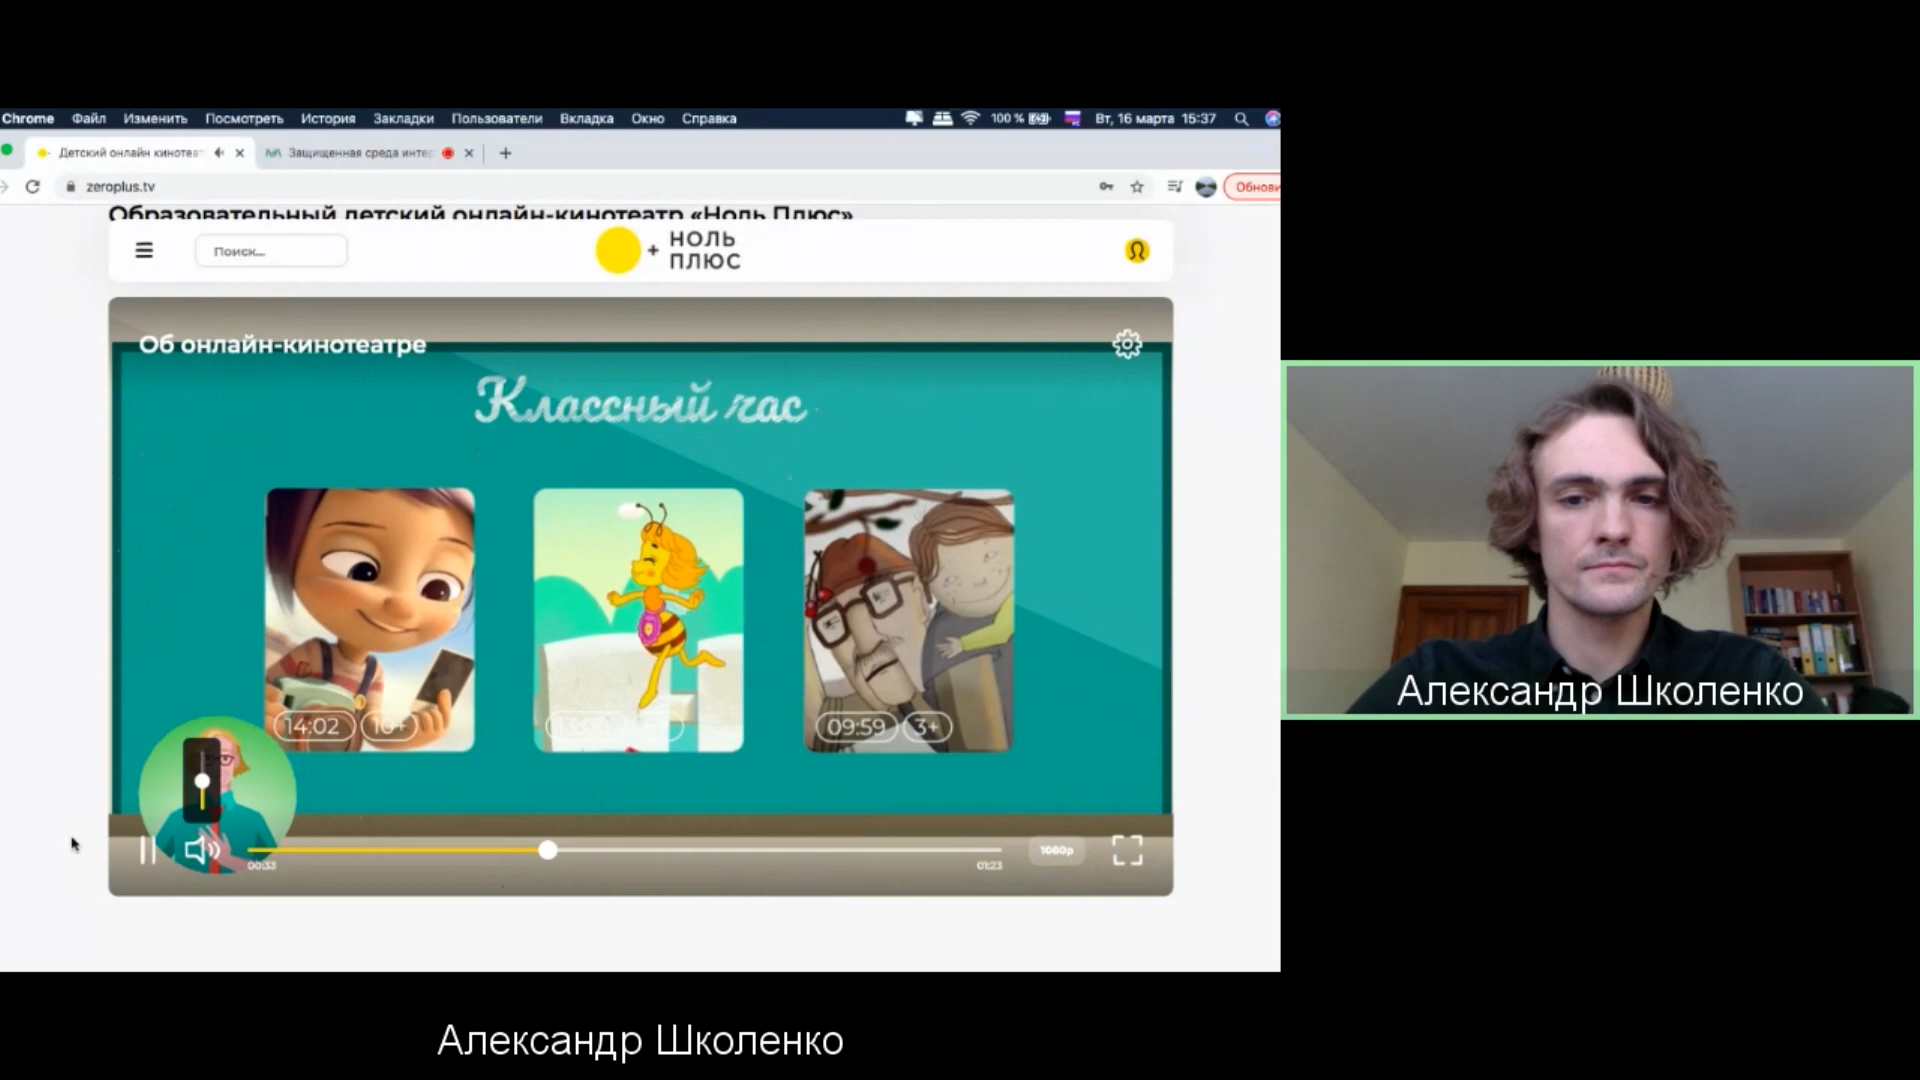 Chrome Файл Изменить Посмотреть История Закладки Пользователи Вкладка Окно Справка 100 % Вт, 16 марта 15:37
Детский онлайн кинотеат Защищенная среда интер
zeroplus.tv Обнови
Образовательный детский онлайн-кинотеатр «Ноль Плюс»
Поиск... + НОЛЬ
ПЛЮС
Об онлайн-кинотеатре
Классный час
14:02 10+
09:59 3+
00:33 01:23 1080p
Александр Школенко
Александр Школенко